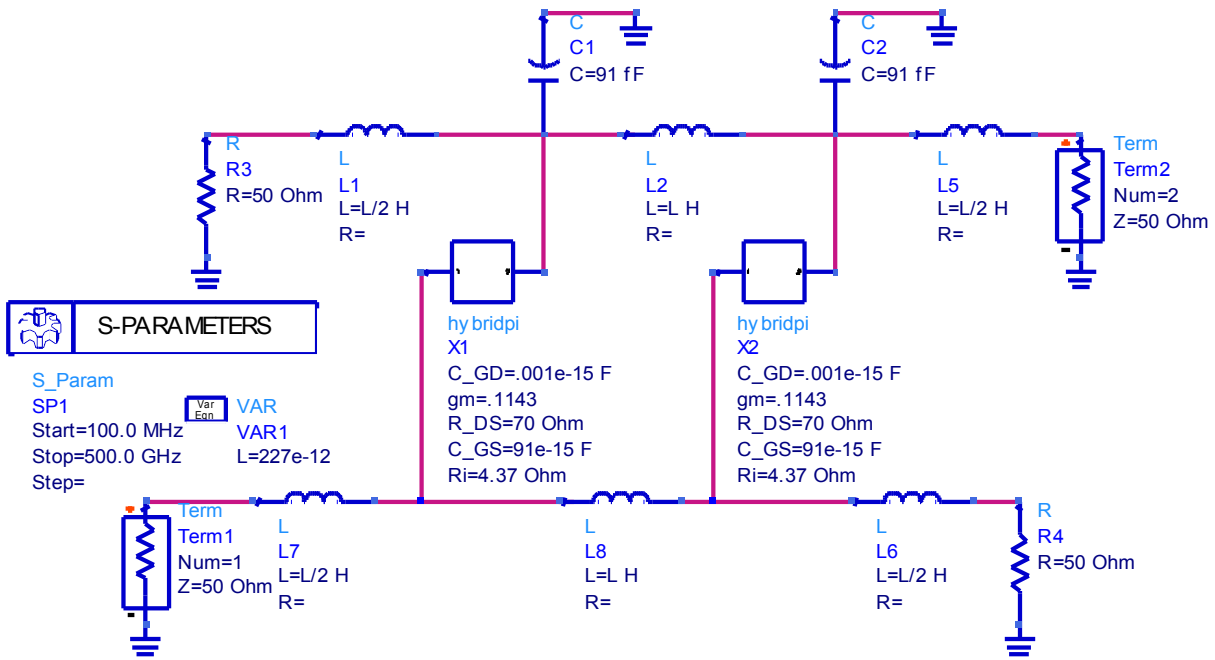 C
C1
C=91 fF
C
C2
C=91 fF
R
R3
R=50 Ohm
L
L1
L=L/2 H
R=
L
L2
L=L H
R=
L
L5
L=L/2 H
R=
Term
Term2
Num=2
Z=50 Ohm
S-PARAMETERS
S_Param
SP1
Start=100.0 MHz
Stop=500.0 GHz
Step=
Var
Eqn
VAR
VAR1
L=227e-12
hybridpi
X1
C_GD=.001e-15 F
gm=.1143
R_DS=70 Ohm
C_GS=91e-15 F
Ri=4.37 Ohm
hybridpi
X2
C_GD=.001e-15 F
gm=.1143
R_DS=70 Ohm
C_GS=91e-15 F
Ri=4.37 Ohm
Term
Term1
Num=1
Z=50 Ohm
L
L7
L=L/2 H
R=
L
L8
L=L H
R=
L
L6
L=L/2 H
R=
R
R4
R=50 Ohm